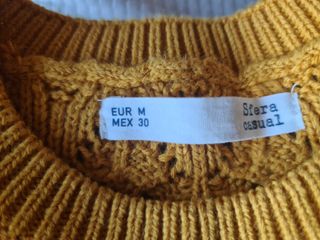 EUR M
MEX 30
Sfera
casual